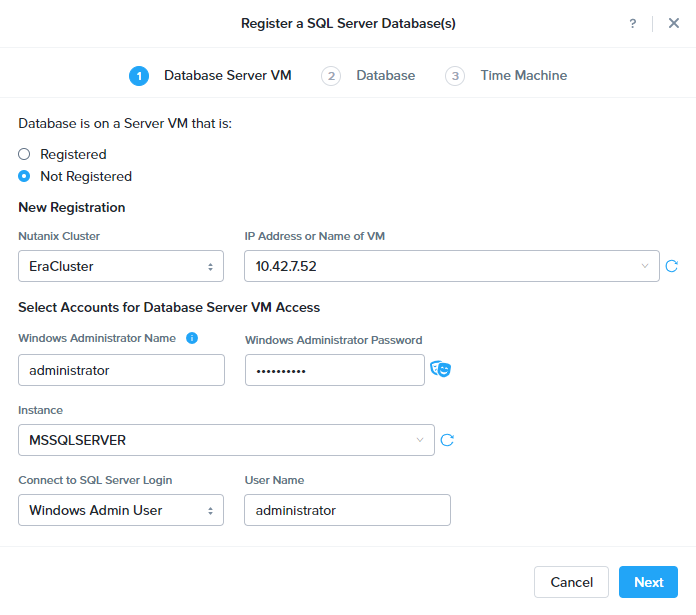 Register a SQL Server Database(s)
?
1 Database Server VM 2 Database 3 Time Machine
Database is on a Server VM that is:
Registered
Not Registered
New Registration
Nutanix Cluster IP Address or Name of VM
EraCluster 10.42.7.52
Select Accounts for Database Server VM Access
Windows Administrator Name i Windows Administrator Password
administrator ••••••••••
Instance
MSSQLSERVER
Connect to SQL Server Login User Name
Windows Admin User administrator
Cancel Next